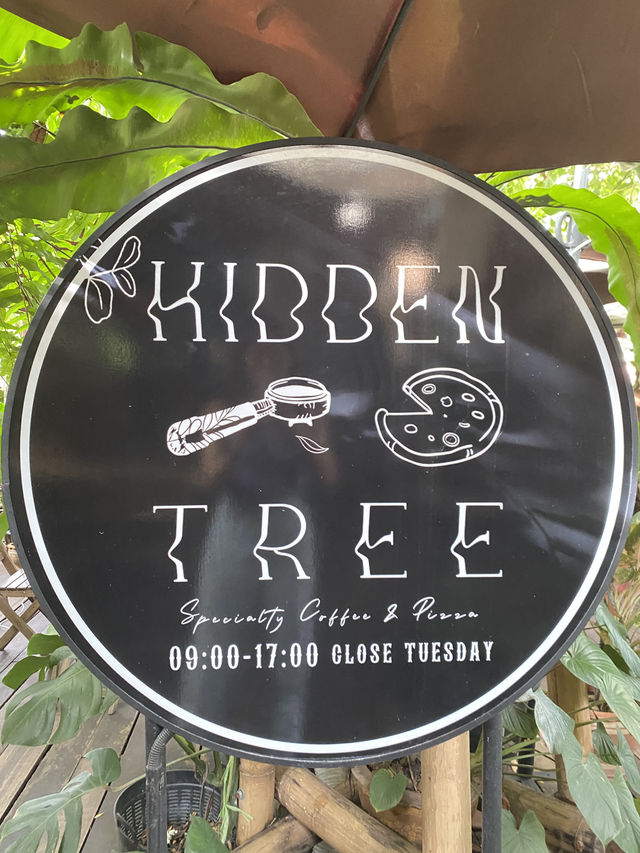 HIDDEN
TREE
Specialty Coffee & Pizza
09:00-17:00 CLOSE TUESDAY